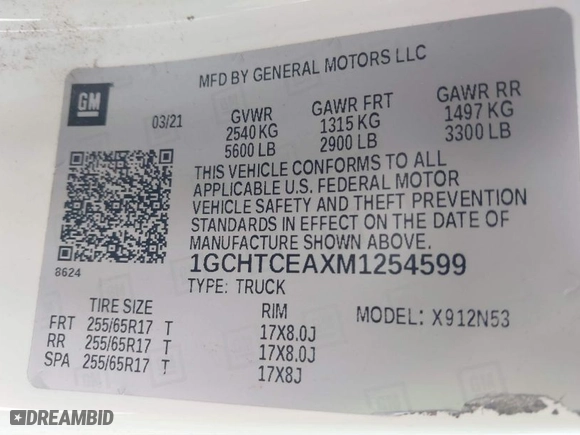 GM
MFD BY GENERAL MOTORS LLC
03/21
GVWR GAWR FRT GAWR RR
2540 KG 1315 KG 1497 KG
5600 LB 2900 LB 3300 LB
THIS VEHICLE CONFORMS TO ALL
APPLICABLE U.S. FEDERAL MOTOR
VEHICLE SAFETY AND THEFT PREVENTION
STANDARDS IN EFFECT ON THE DATE OF
MANUFACTURE SHOWN ABOVE.
8624
1GCHTCEAXM1254599
TYPE: TRUCK
TIRE SIZE RIM MODEL: X912N53
FRT 255/65R17 T 17X8.0J
RR 255/65R17 T 17X8.0J
SPA 255/65R17 T 17X8J
DREAMBID